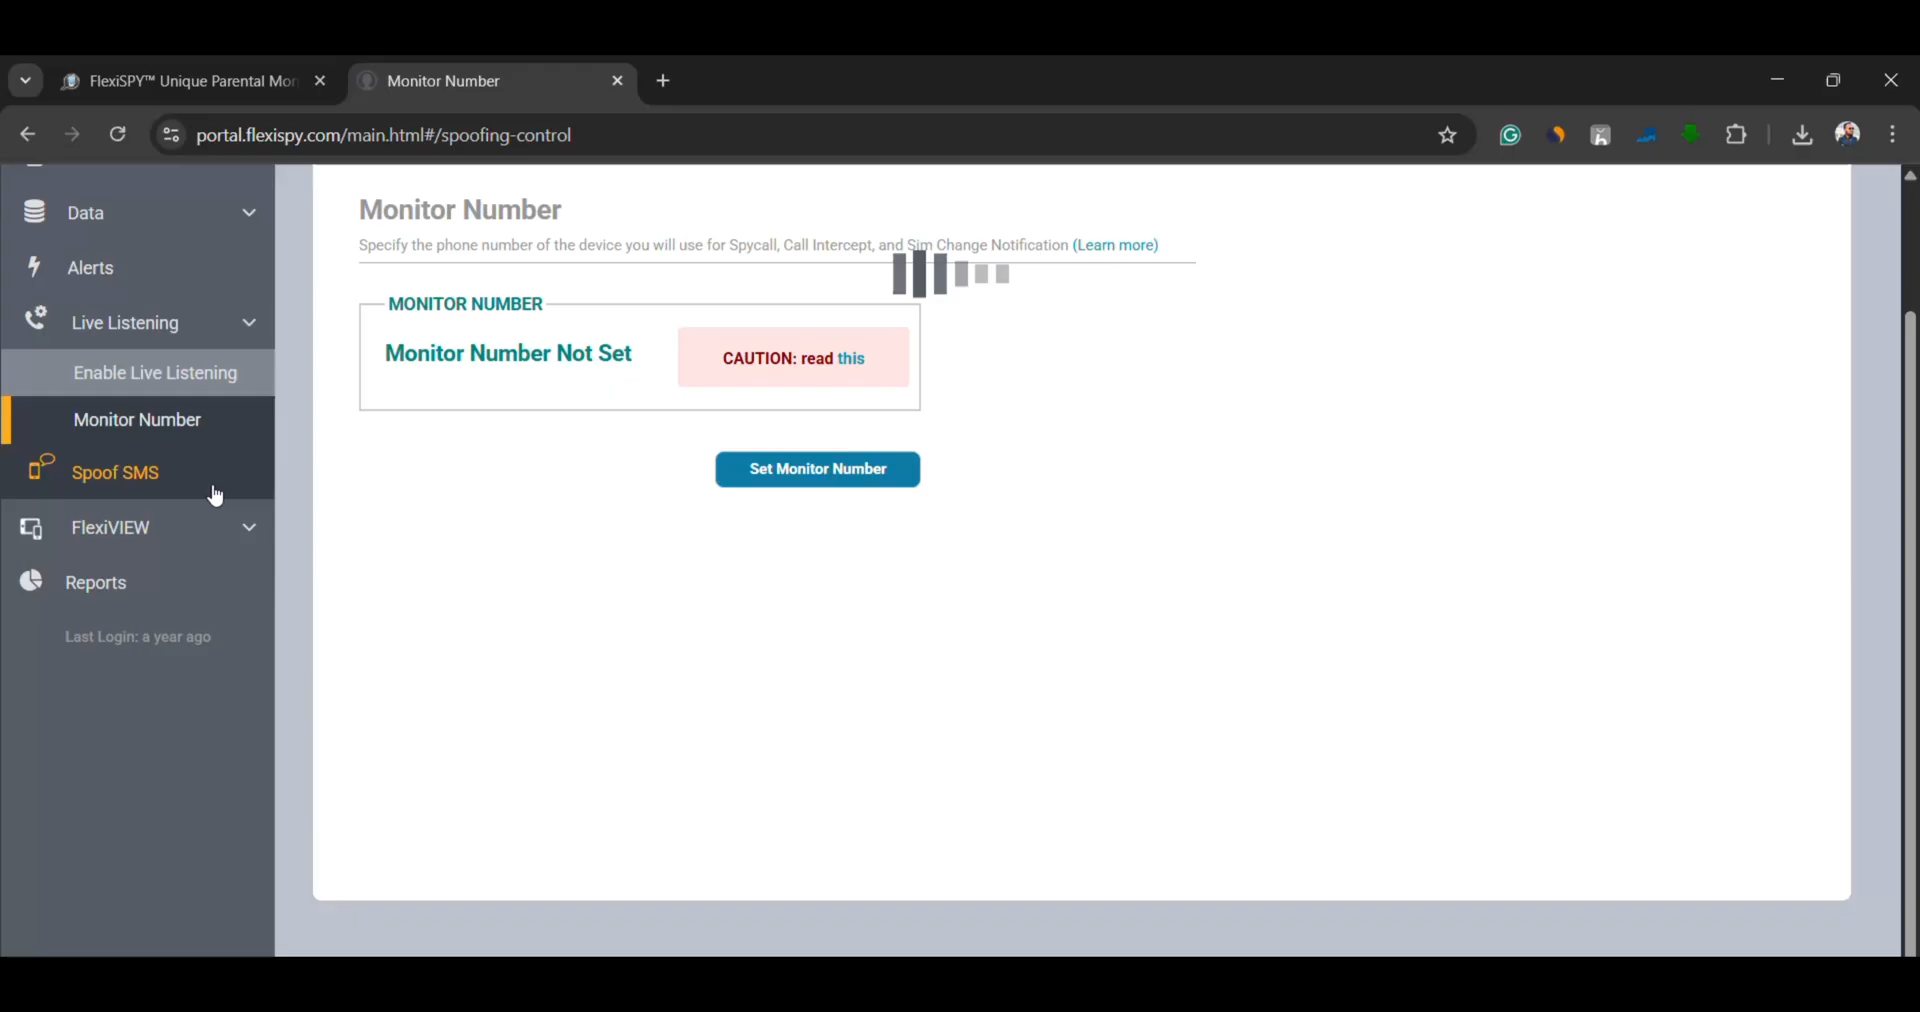 FlexiSPY™ Unique Parental Mon
Monitor Number
portal.flexispy.com/main.html#/spoofing-control
Data
Alerts
Live Listening
Enable Live Listening
Monitor Number
Spoof SMS
FlexiVIEW
Reports
Last Login: a year ago
Monitor Number
Specify the phone number of the device you will use for Spycall, Call Intercept, and Sim Change Notification (Learn more)
MONITOR NUMBER
Monitor Number Not Set
CAUTION: read this
Set Monitor Number